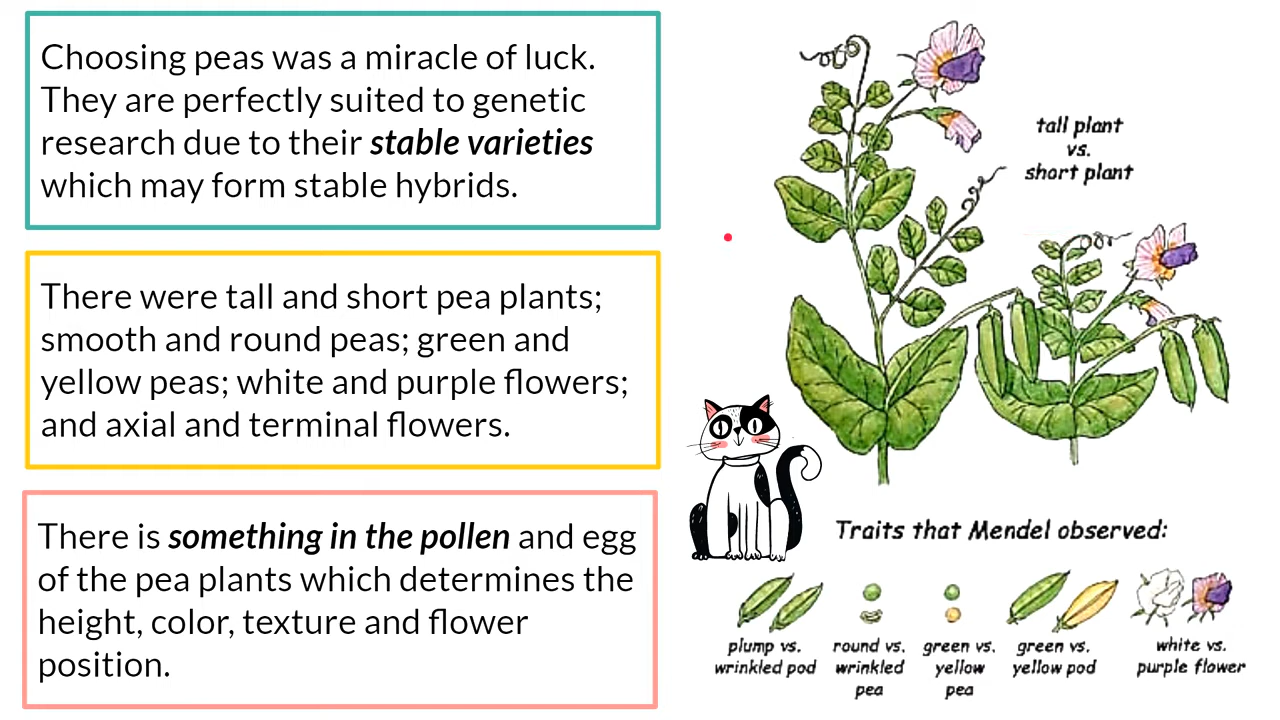 Choosing peas was a miracle of luck.
They are perfectly suited to genetic
research due to their stable varieties
which may form stable hybrids.
There were tall and short pea plants;
smooth and round peas; green and
yellow peas; white and purple flowers;
and axial and terminal flowers.
There is something in the pollen and egg
of the pea plants which determines the
height, color, texture and flower
position.
tall plant
vs.
short plant
Traits that Mendel observed:
plump vs.
wrinkled pod
round vs.
wrinkled
pea
green vs.
yellow
pea
green vs.
yellow pod
white vs.
purple flower